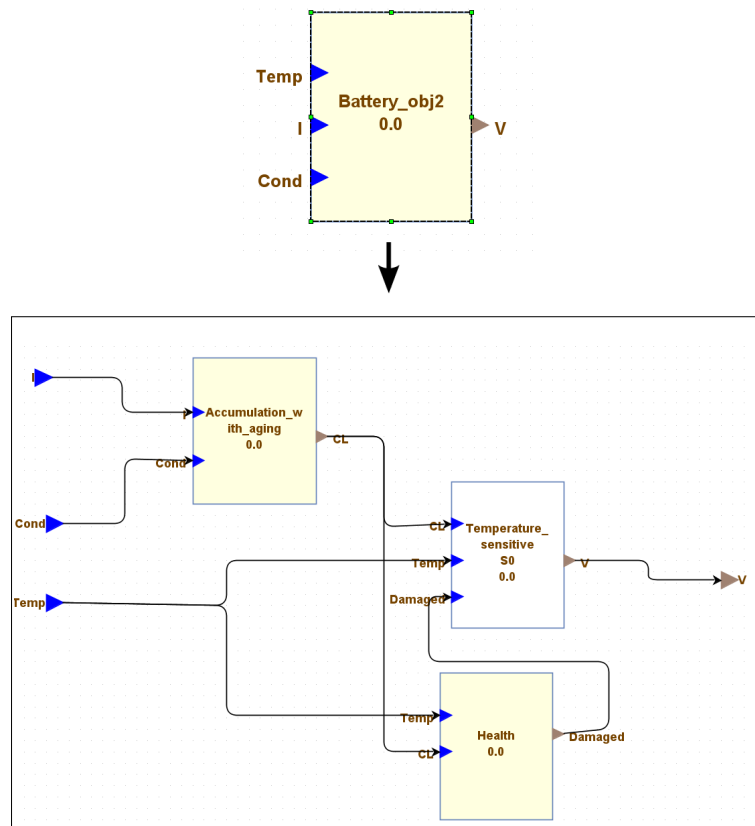 Temp
I
Cond
Battery_obj2
0.0
V
I
Cond
Temp
I
Cond
Accumulation_w
ith_aging
0.0
CL
CL
Temp
Damaged
Temperature_
sensitive
S0
0.0
V
V
Temp
CL
Health
0.0
Damaged